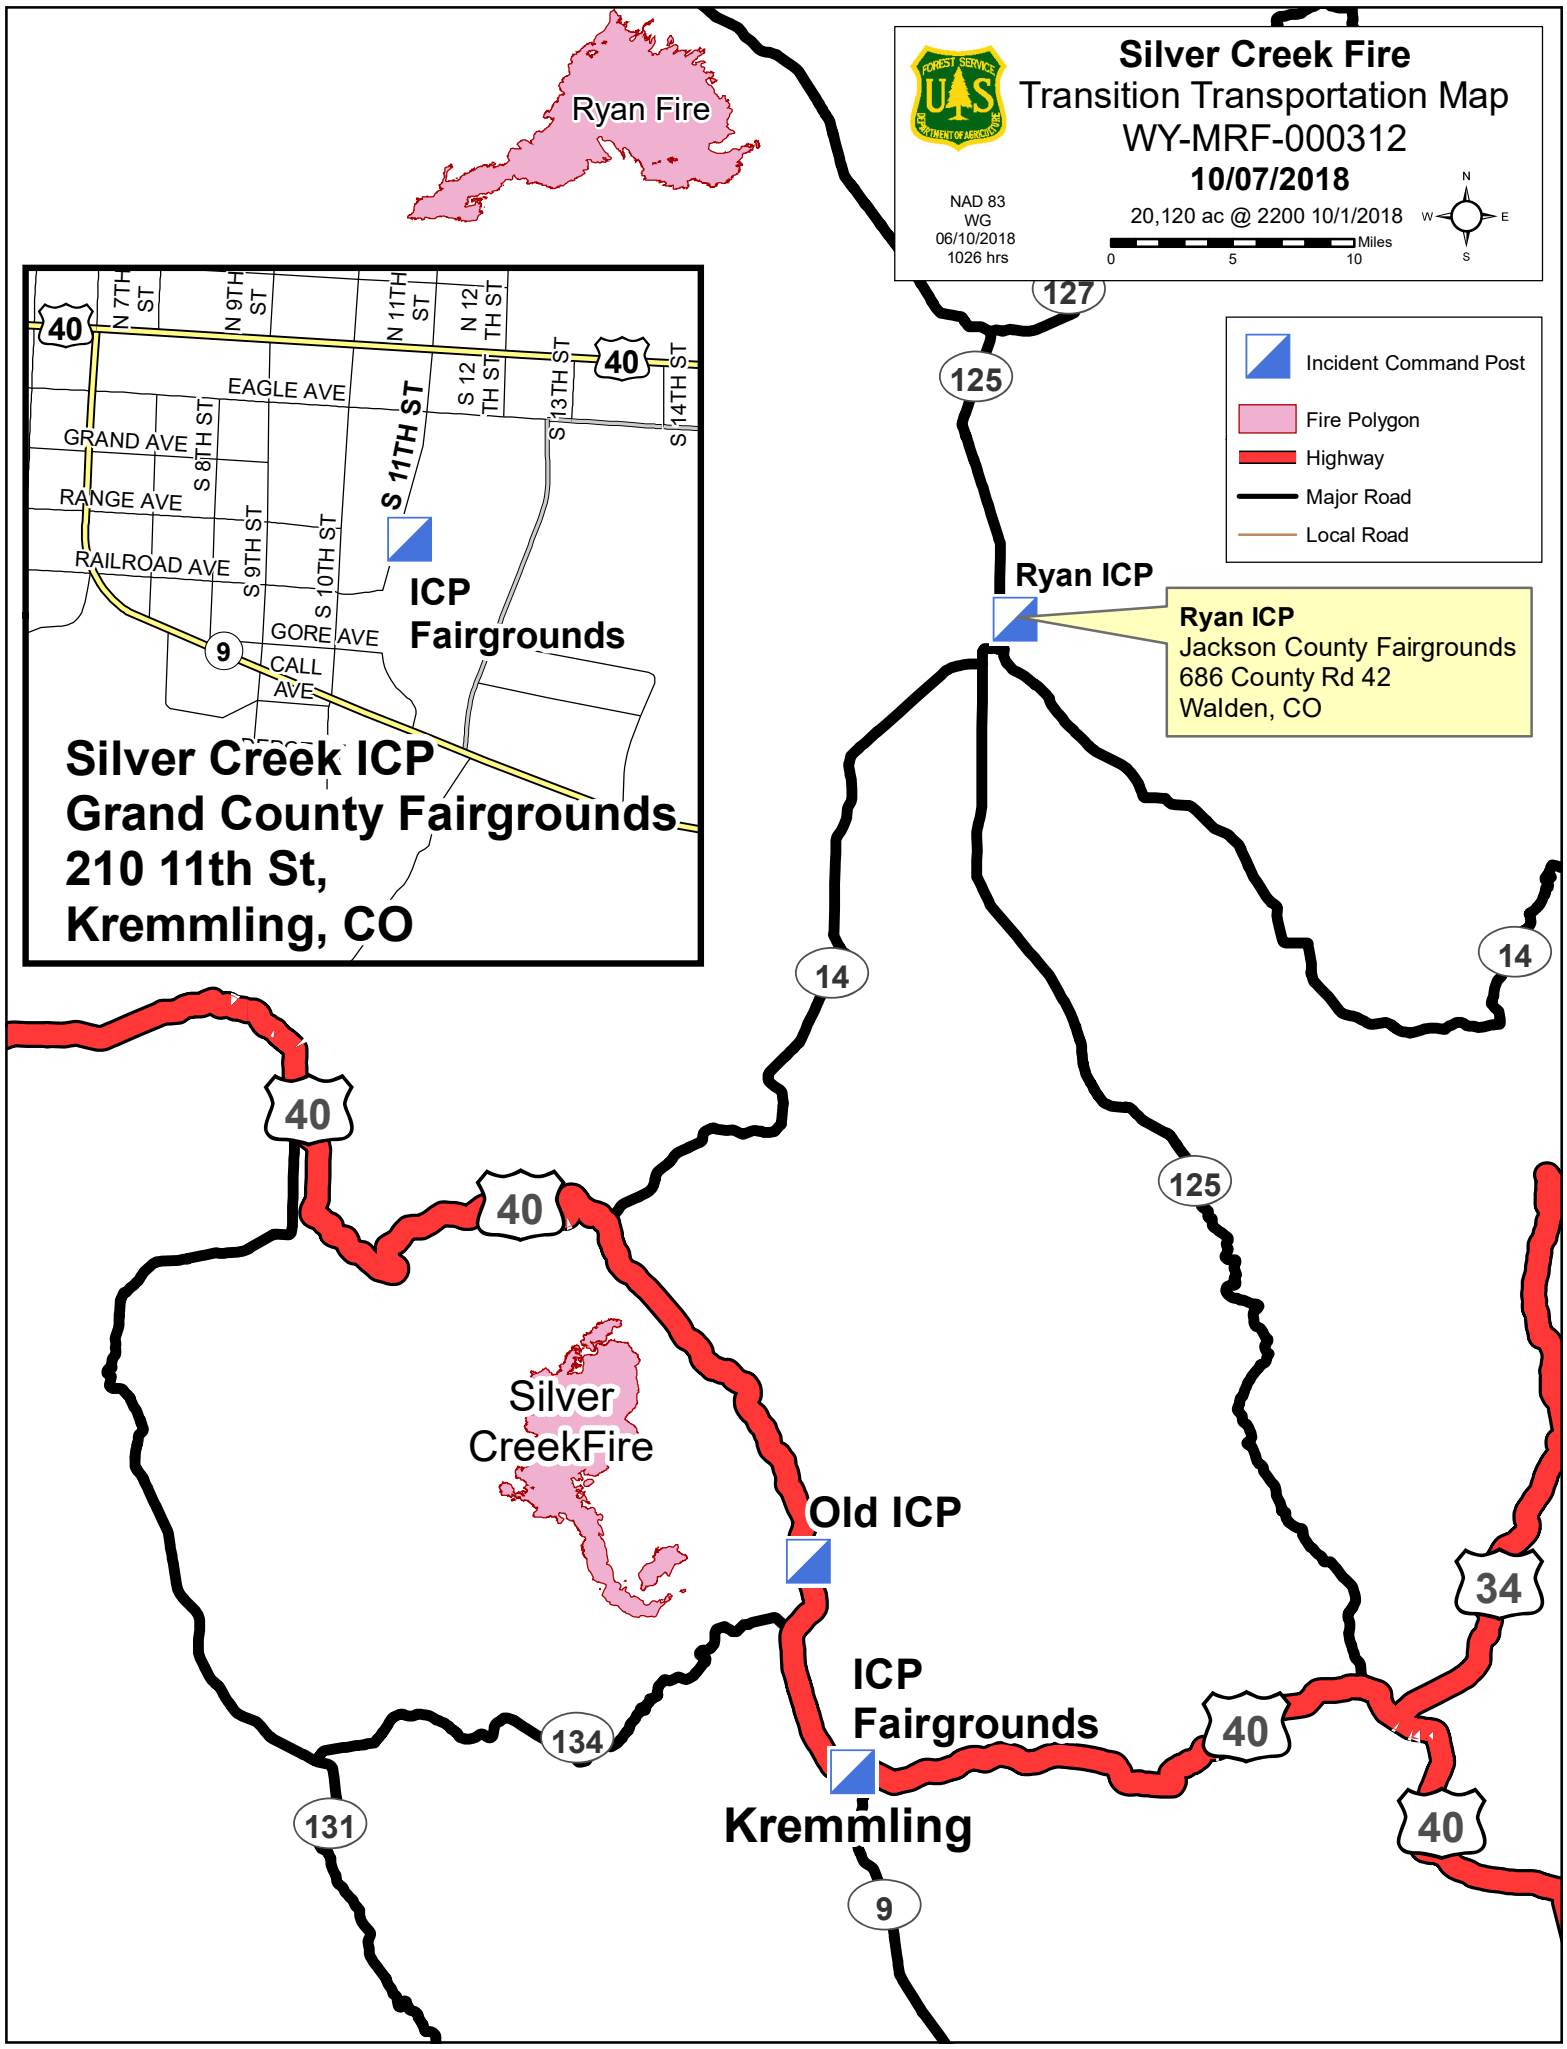 Ryan Fire
FOREST SERVICE
US
DEPARTMENT OF AGRICULTURE
Silver Creek Fire
Transition Transportation Map
WY-MRF-000312
10/07/2018
20,120 ac @ 2200 10/1/2018
NAD 83
WG
06/10/2018
1026 hrs
Miles
0 5 10
N
W E
S
127
125
Incident Command Post
Fire Polygon
Highway
Major Road
Local Road
N 7TH ST
N 9TH ST
N 11TH ST
N 12 TH ST
40
40
EAGLE AVE
S 12 TH ST
S 13TH ST
S 14TH ST
S 11TH ST
GRAND AVE
S 8TH ST
RANGE AVE
S 9TH ST
S 10TH ST
RAILROAD AVE
ICP
Fairgrounds
GORE AVE
9
CALL
AVE
Silver Creek ICP
Grand County Fairgrounds
210 11th St,
Kremmling, CO
Ryan ICP
Ryan ICP
Jackson County Fairgrounds
686 County Rd 42
Walden, CO
14
14
40
40
125
Silver
CreekFire
Old ICP
34
ICP
Fairgrounds
40
134
131
Kremmling
40
9